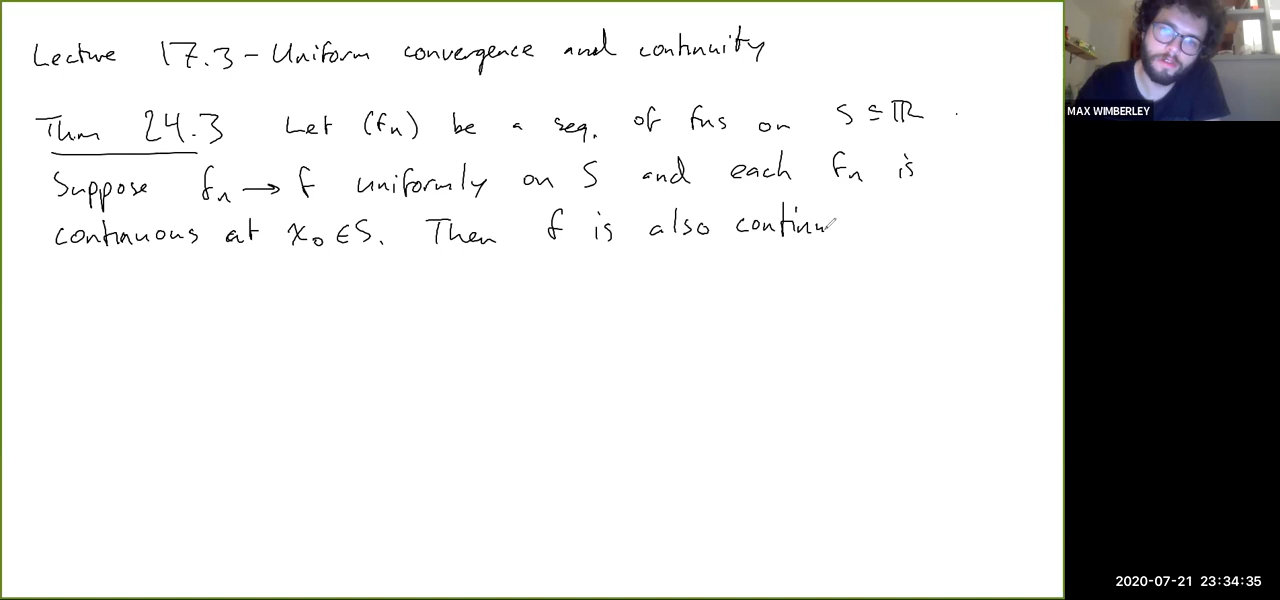 Lecture 17.3 - Uniform convergence and continuity
Thm 24.3 Let (fn) be a seq. of fns on S ⊆ ℝ.
Suppose fn → f uniformly on S and each fn is
continuous at x₀ ∈ S. Then f is also continu
MAX WIMBERLEY
2020-07-21 23:34:35